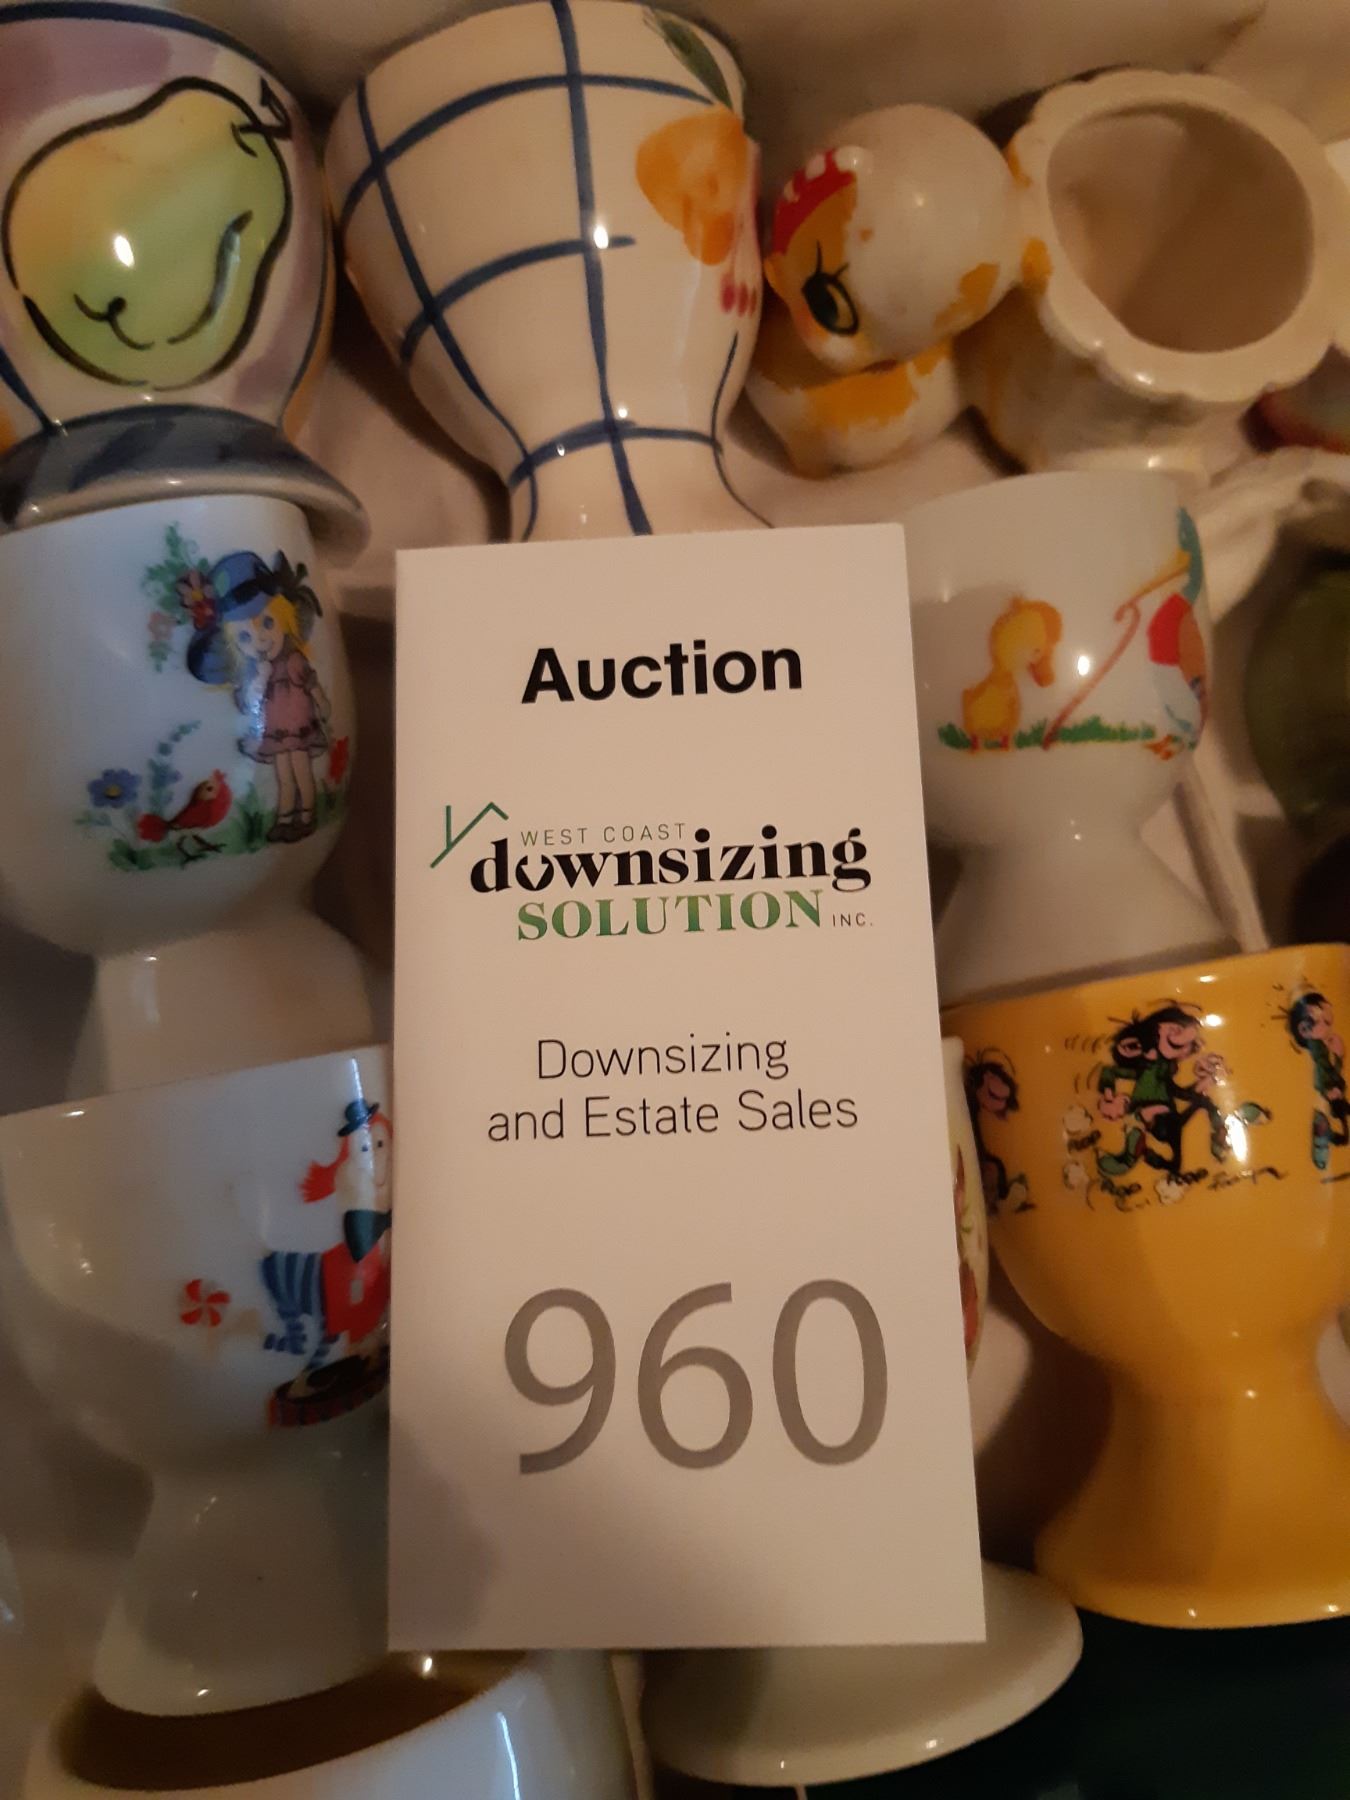 Auction
WEST COAST
downsizing
SOLUTION INC.
Downsizing
and Estate Sales
960